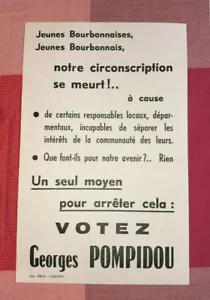 Jeunes Bourbonnaises,
Jeunes Bourbonnais,
notre circonscription
se meurt!..
à cause
● de certains responsables locaux, dépar-
tementaux, incapables de séparer les
intérêts de la communauté des leurs.
● Que font-ils pour notre avenir?.. Rien
Un seul moyen
pour arrêter cela :
VOTEZ
Georges POMPIDOU